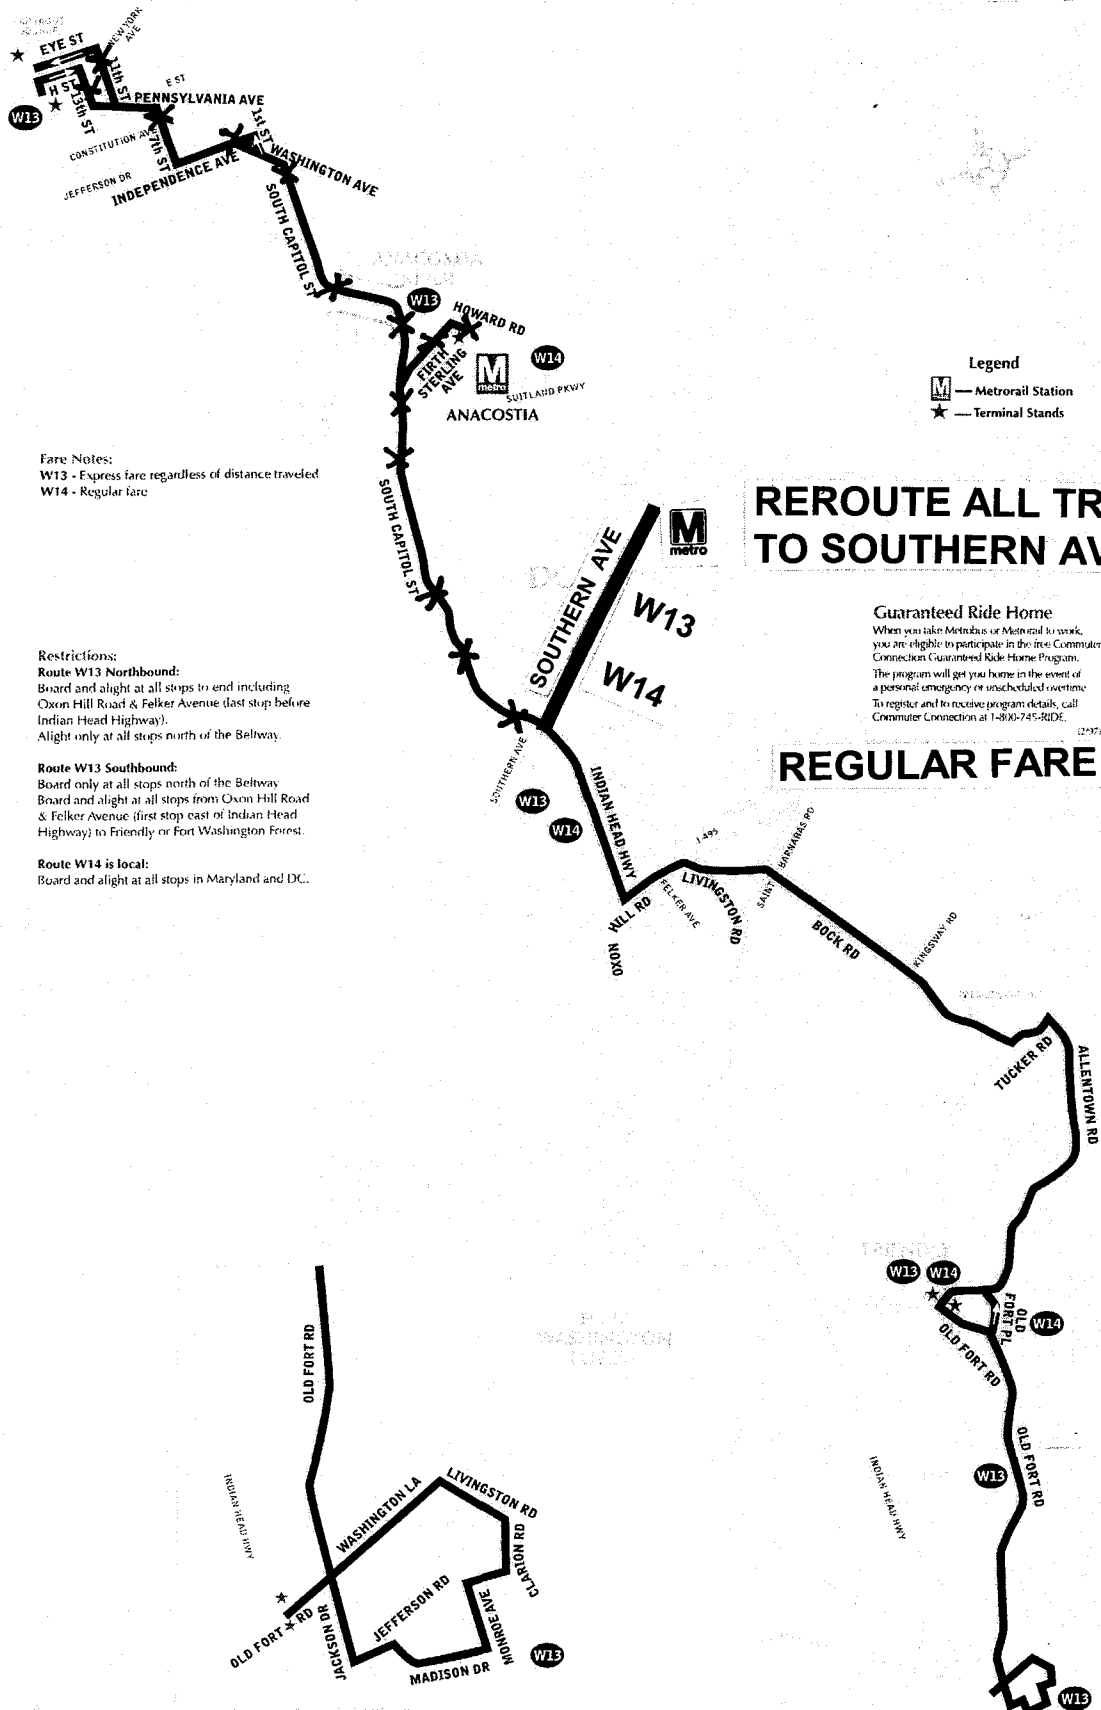 NEW YORK
AVE
EYE ST
11th ST
E ST
H ST
13th ST
PENNSYLVANIA AVE
W13
1st ST
CONSTITUTION AVE
7th ST
WASHINGTON AVE
JEFFERSON DR
INDEPENDENCE AVE
SOUTH CAPITOL ST
ANACOSTIA
W13
HOWARD RD
W14
FIRTH
STERLING
AVE
M
metro
SUITLAND PKWY
ANACOSTIA
Legend
M — Metrorail Station
★ — Terminal Stands
Fare Notes:
W13 - Express fare regardless of distance traveled
W14 - Regular fare
SOUTH CAPITOL ST
SOUTHERN AVE
M
metro
W13
W14
REROUTE ALL TR
TO SOUTHERN AV
Guaranteed Ride Home
When you take Metrobus or Metrorail to work,
you are eligible to participate in the free Commuter
Connection Guaranteed Ride Home Program.
The program will get you home in the event of
a personal emergency or unscheduled overtime
To register and to receive program details, call
Commuter Connection at 1-800-745-RIDE.
REGULAR FARE
Restrictions:
Route W13 Northbound:
Board and alight at all stops to end including
Oxon Hill Road & Felker Avenue (last stop before
Indian Head Highway).
Alight only at all stops north of the Beltway.
Route W13 Southbound:
Board only at all stops north of the Beltway
Board and alight at all stops from Oxon Hill Road
& Felker Avenue (first stop east of Indian Head
Highway) to Friendly or Fort Washington Forest.
Route W14 is local:
Board and alight at all stops in Maryland and DC.
SOUTHERN AVE
W13
W14
INDIAN HEAD HWY
I-495
SAINT BARNABAS RD
HILL RD
NOXO
FELKER AVE
LIVINGSTON RD
BOCK RD
KINGSWAY RD
TUCKER RD
ALLENTOWN RD
W13
W14
OLD
FORT PL
W14
OLD FORT RD
OLD FORT RD
W13
INDIAN HEAD HWY
W13
WASHINGTON
OLD FORT RD
INDIAN HEAD HWY
WASHINGTON LA
LIVINGSTON RD
CLARION RD
JEFFERSON RD
MONROE AVE
OLD FORT RD
JACKSON DR
MADISON DR
W13